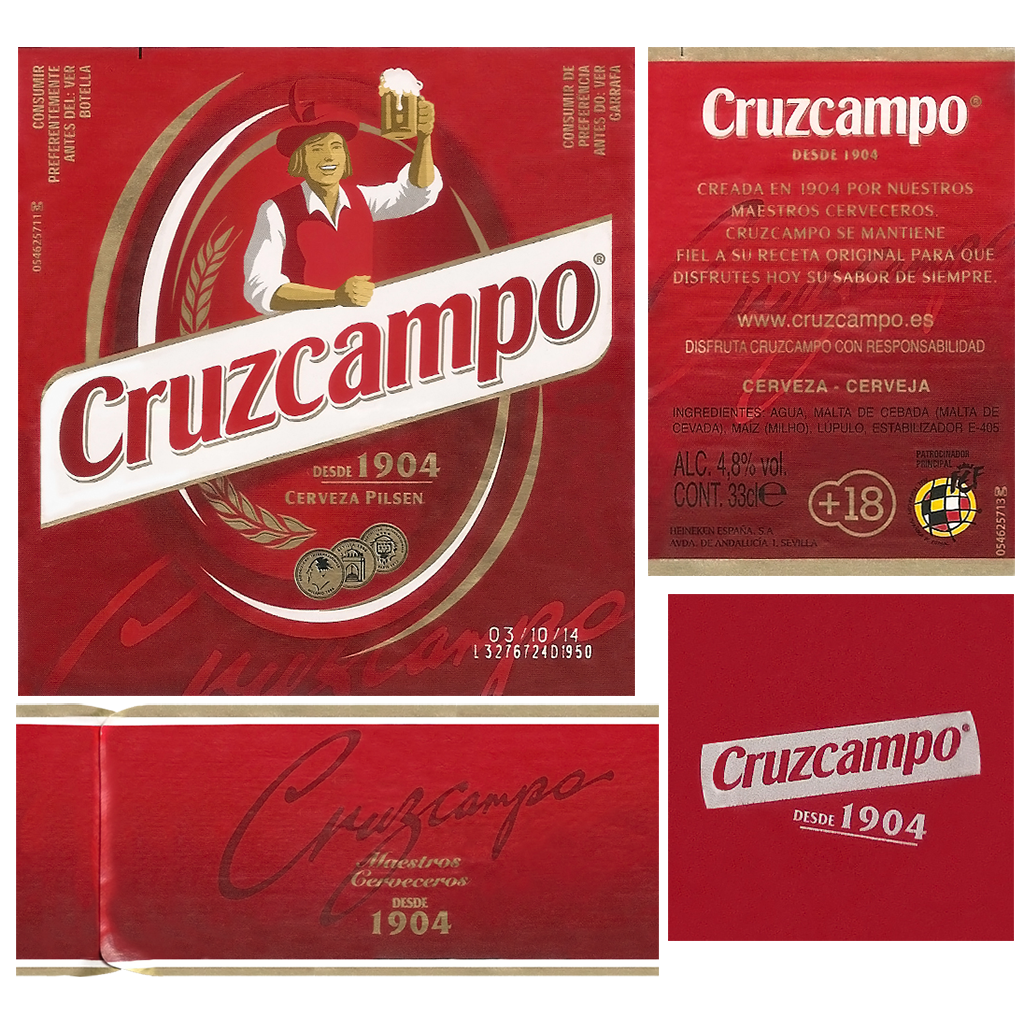 CONSUMIR
PREFERENTEMENTE
ANTES DEL: VER
BOTELLA
054625711
CONSUMIR DE
PREFERENCIA
ANTES DO: VER
GARRAFA
Cruzcampo®
DESDE 1904
CERVEZA PILSEN
Cruzcampo
03/10/14
L3276724D1950
Cruzcampo®
DESDE 1904
CREADA EN 1904 POR NUESTROS
MAESTROS CERVECEROS.
CRUZCAMPO SE MANTIENE
FIEL A SU RECETA ORIGINAL PARA QUE
DISFRUTES HOY SU SABOR DE SIEMPRE.
www.cruzcampo.es
DISFRUTA CRUZCAMPO CON RESPONSABILIDAD
CERVEZA - CERVEJA
INGREDIENTES: AGUA, MALTA DE CEBADA (MALTA DE
CEVADA), MAÍZ (MILHO), LÚPULO, ESTABILIZADOR E-405
ALC. 4,8% vol.
CONT. 33cl e
+18
PATROCINADOR
PRINCIPAL
HEINEKEN ESPAÑA, S.A.
AVDA. DE ANDALUCÍA 1, SEVILLA
054625713
Cruzcampo
Maestros
Cerveceros
DESDE
1904
Cruzcampo®
DESDE 1904